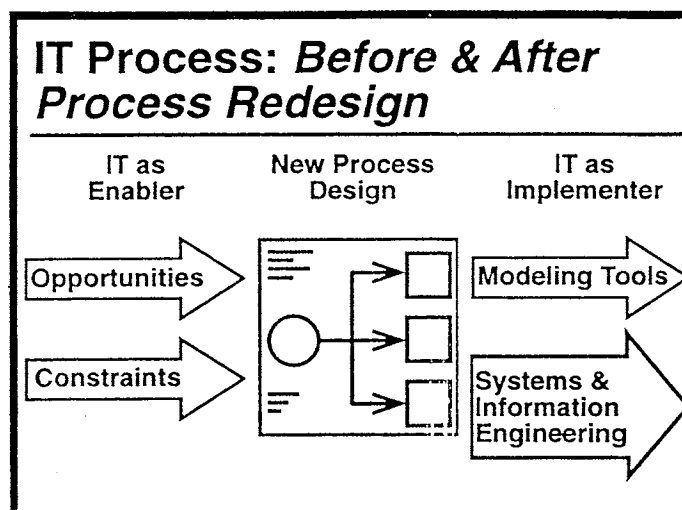 IT Process: Before & After
Process Redesign
IT as
Enabler
New Process
Design
IT as
Implementer
Opportunities
Constraints
Modeling Tools
Systems &
Information
Engineering